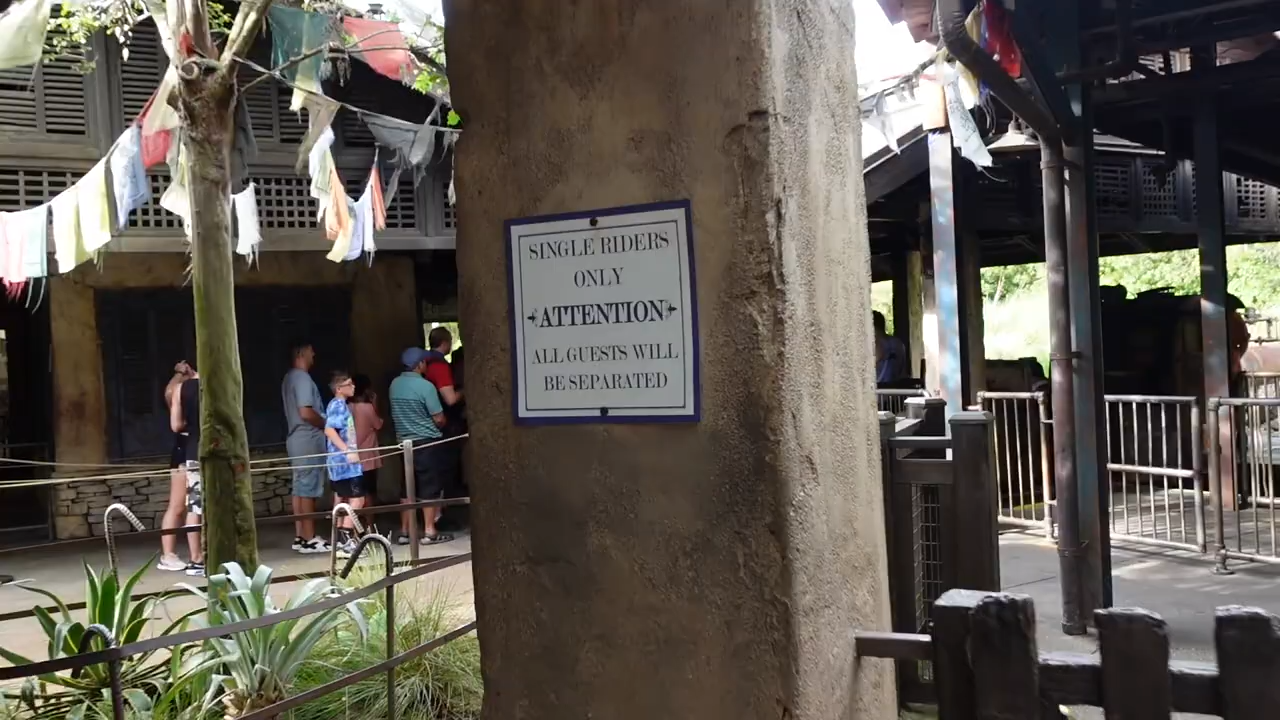 SINGLE RIDERS
ONLY
ATTENTION
ALL GUESTS WILL
BE SEPARATED